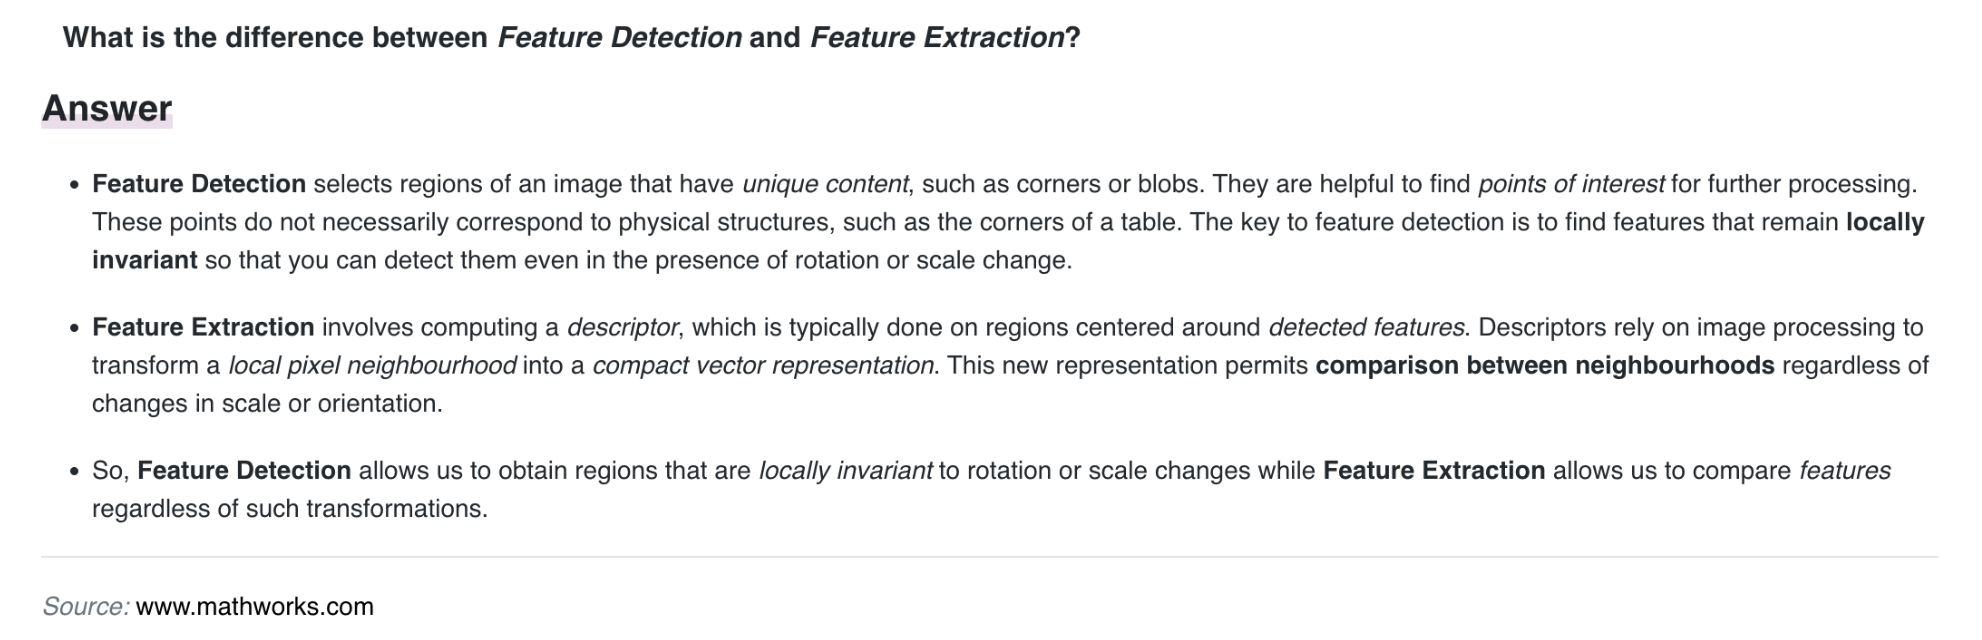 What is the difference between Feature Detection and Feature Extraction?
Answer
• Feature Detection selects regions of an image that have unique content, such as corners or blobs. They are helpful to find points of interest for further processing.
These points do not necessarily correspond to physical structures, such as the corners of a table. The key to feature detection is to find features that remain locally
invariant so that you can detect them even in the presence of rotation or scale change.
• Feature Extraction involves computing a descriptor, which is typically done on regions centered around detected features. Descriptors rely on image processing to
transform a local pixel neighbourhood into a compact vector representation. This new representation permits comparison between neighbourhoods regardless of
changes in scale or orientation.
• So, Feature Detection allows us to obtain regions that are locally invariant to rotation or scale changes while Feature Extraction allows us to compare features
regardless of such transformations.
Source: www.mathworks.com